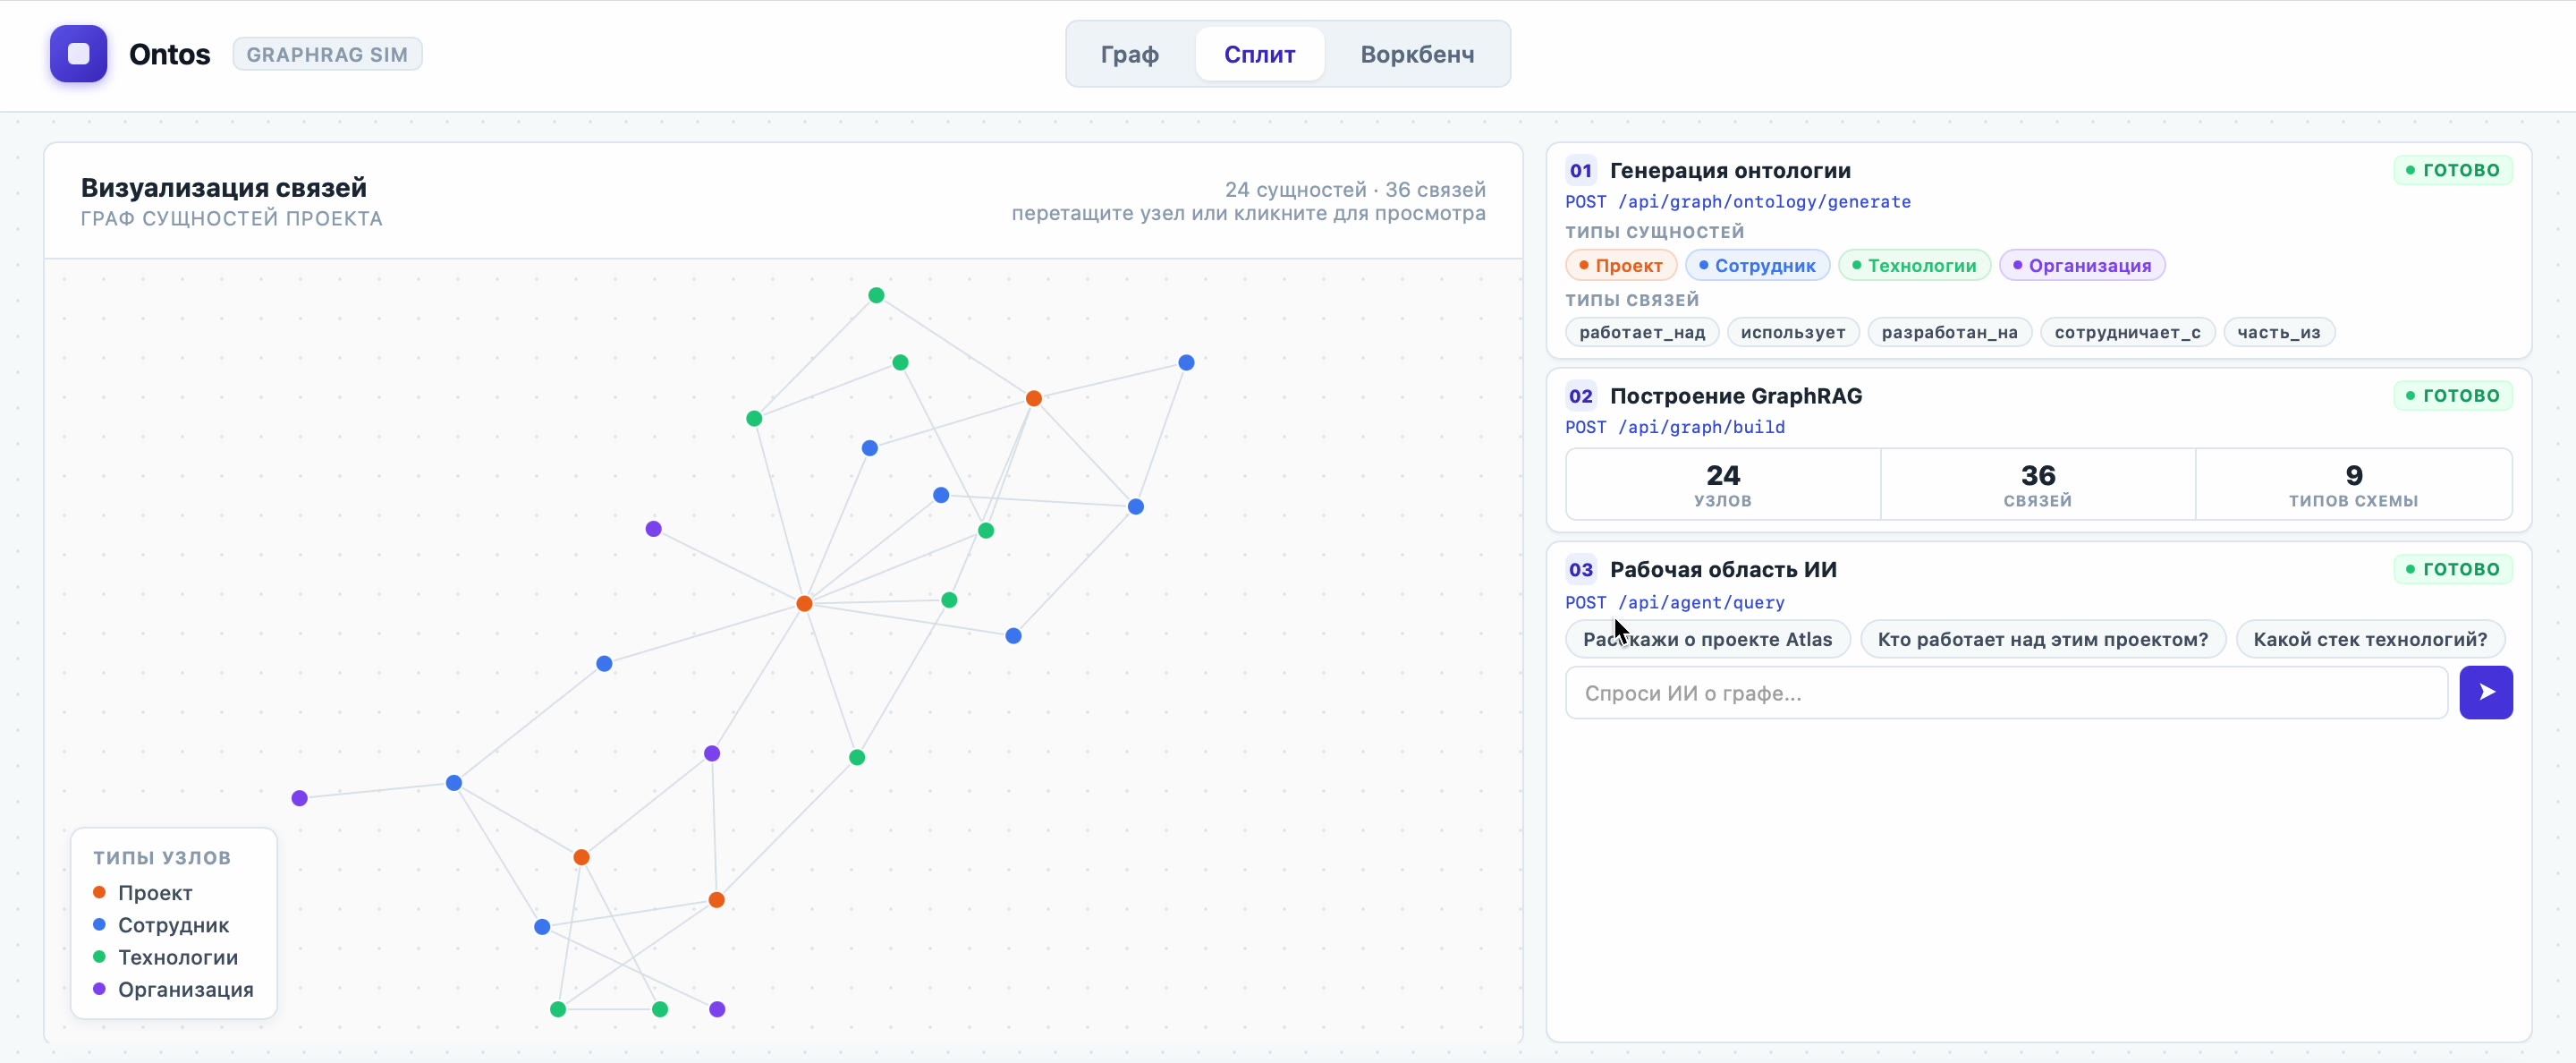 Ontos
GRAPHRAG SIM
Граф
Сплит
Воркбенч
Визуализация связей
ГРАФ СУЩНОСТЕЙ ПРОЕКТА
24 сущностей · 36 связей
перетащите узел или кликните для просмотра
ТИПЫ УЗЛОВ
Проект
Сотрудник
Технологии
Организация
01 Генерация онтологии
ГОТОВО
POST /api/graph/ontology/generate
ТИПЫ СУЩНОСТЕЙ
Проект Сотрудник Технологии Организация
ТИПЫ СВЯЗЕЙ
работает_над использует разработан_на сотрудничает_с часть_из
02 Построение GraphRAG
ГОТОВО
POST /api/graph/build
24 36 9
УЗЛОВ СВЯЗЕЙ ТИПОВ СХЕМЫ
03 Рабочая область ИИ
ГОТОВО
POST /api/agent/query
Расскажи о проекте Atlas Кто работает над этим проектом? Какой стек технологий?
Спроси ИИ о графе...